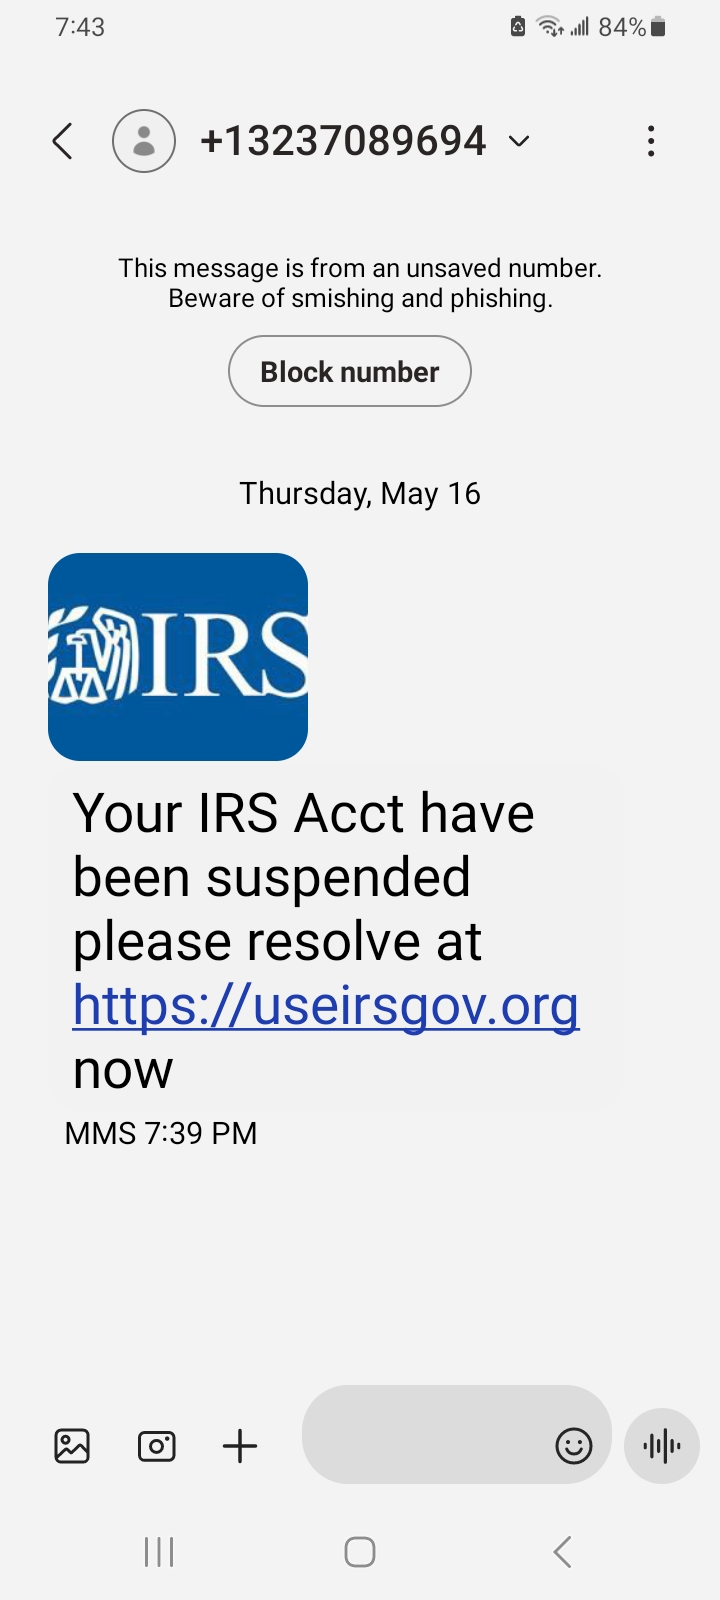 7:43 84%
+13237089694
This message is from an unsaved number.
Beware of smishing and phishing.
Block number
Thursday, May 16
IRS
Your IRS Acct have
been suspended
please resolve at
https://useirsgov.org
now
MMS 7:39 PM